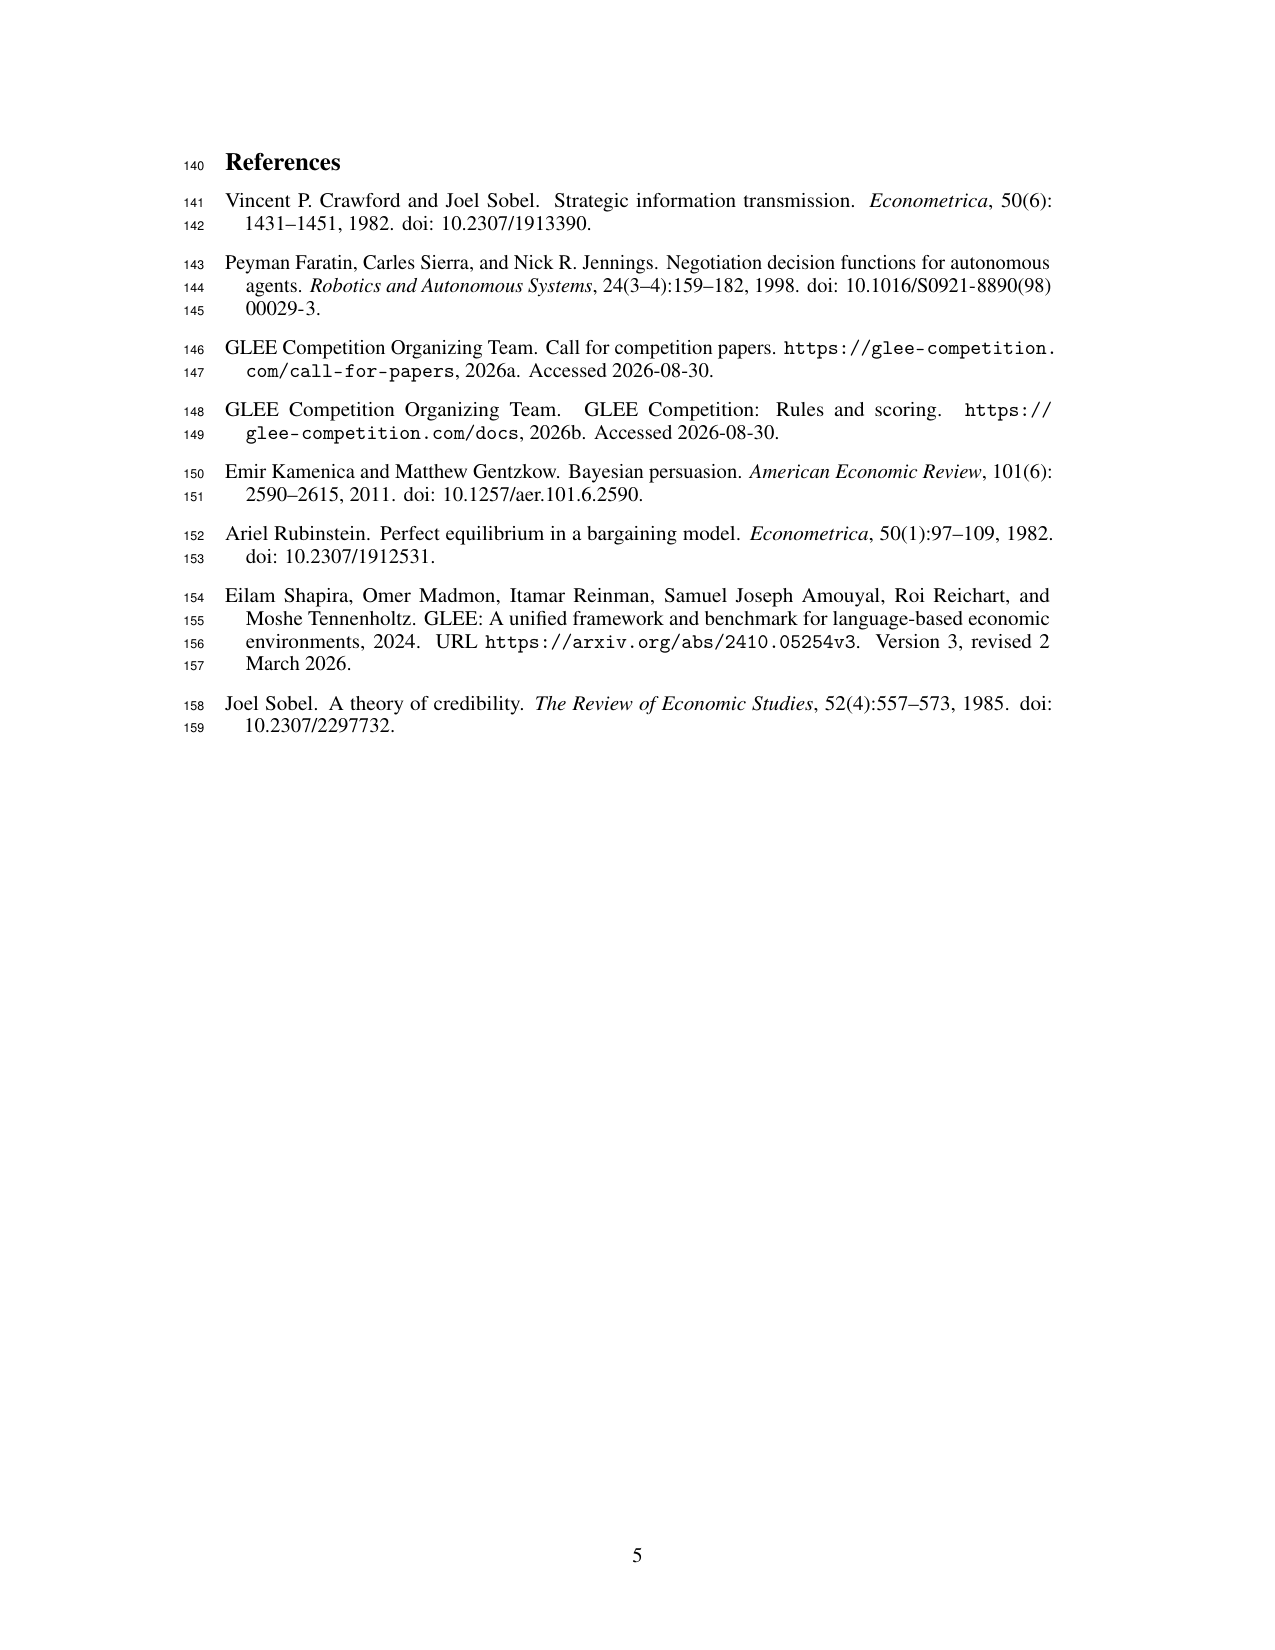 140 References
141 Vincent P. Crawford and Joel Sobel. Strategic information transmission. Econometrica, 50(6):
142 1431–1451, 1982. doi: 10.2307/1913390.
143 Peyman Faratin, Carles Sierra, and Nick R. Jennings. Negotiation decision functions for autonomous
144 agents. Robotics and Autonomous Systems, 24(3–4):159–182, 1998. doi: 10.1016/S0921-8890(98)
145 00029-3.
146 GLEE Competition Organizing Team. Call for competition papers. https://glee-competition.
147 com/call-for-papers, 2026a. Accessed 2026-08-30.
148 GLEE Competition Organizing Team. GLEE Competition: Rules and scoring. https://
149 glee-competition.com/docs, 2026b. Accessed 2026-08-30.
150 Emir Kamenica and Matthew Gentzkow. Bayesian persuasion. American Economic Review, 101(6):
151 2590–2615, 2011. doi: 10.1257/aer.101.6.2590.
152 Ariel Rubinstein. Perfect equilibrium in a bargaining model. Econometrica, 50(1):97–109, 1982.
153 doi: 10.2307/1912531.
154 Eilam Shapira, Omer Madmon, Itamar Reinman, Samuel Joseph Amouyal, Roi Reichart, and
155 Moshe Tennenholtz. GLEE: A unified framework and benchmark for language-based economic
156 environments, 2024. URL https://arxiv.org/abs/2410.05254v3. Version 3, revised 2
157 March 2026.
158 Joel Sobel. A theory of credibility. The Review of Economic Studies, 52(4):557–573, 1985. doi:
159 10.2307/2297732.
5